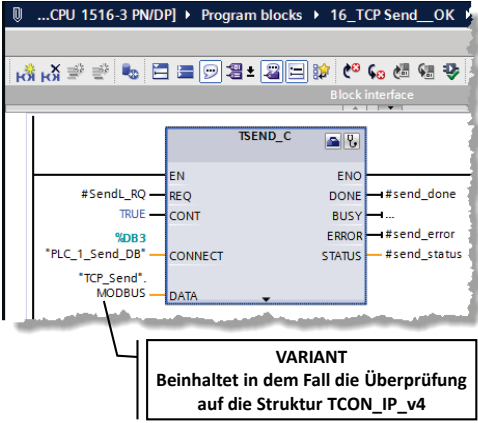 ...CPU 1516-3 PN/DP] Program blocks 16_TCP Send__OK
Block interface
TSEND_C
EN ENO
#SendL_RQ REQ DONE #send_done
TRUE CONT BUSY ...
ERROR #send_error
%DB3
"PLC_1_Send_DB" CONNECT STATUS #send_status
"TCP_Send".
MODBUS DATA
VARIANT
Beinhaltet in dem Fall die Überprüfung
auf die Struktur TCON_IP_v4